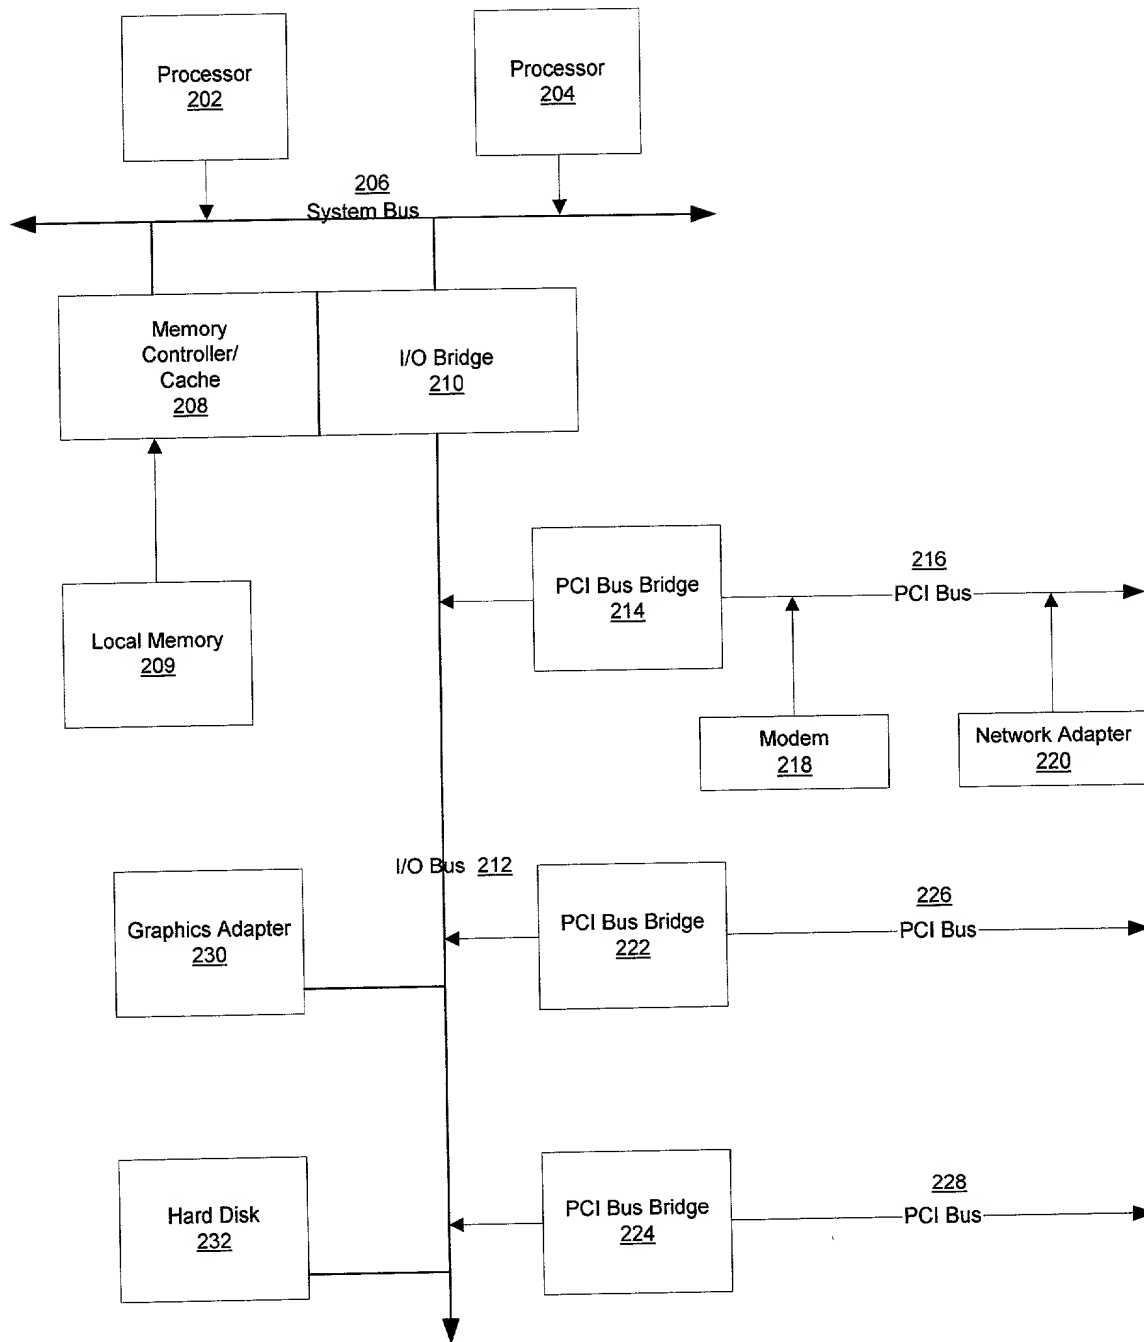 Processor
202
Processor
204
206
System Bus
Memory
Controller/
Cache
208
I/O Bridge
210
PCI Bus Bridge
214
216
PCI Bus
Local Memory
209
Modem
218
Network Adapter
220
I/O Bus 212
Graphics Adapter
230
PCI Bus Bridge
222
226
PCI Bus
Hard Disk
232
PCI Bus Bridge
224
228
PCI Bus